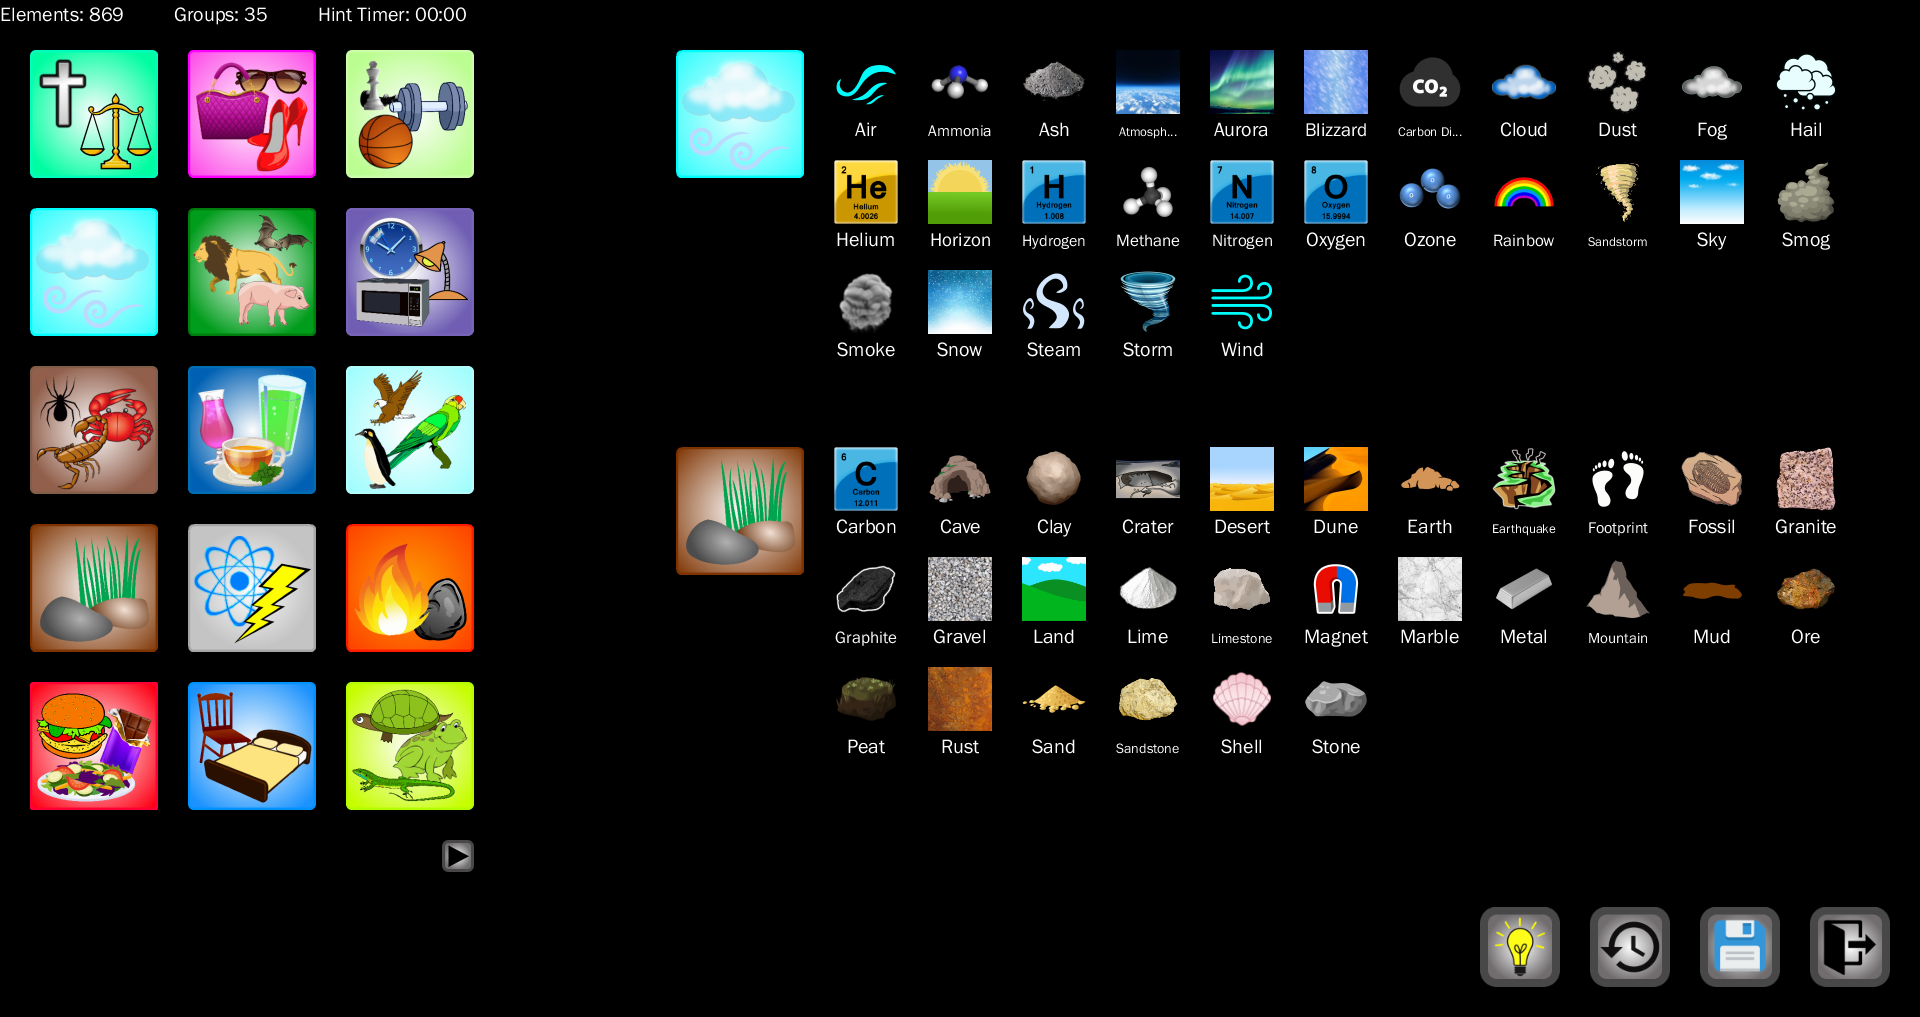 Elements: 869 Groups: 35 Hint Timer: 00:00
CO2
Air Ammonia Ash Atmosph... Aurora Blizzard Carbon Di... Cloud Dust Fog Hail
2 He Helium 4.0026
1 H Hydrogen 1.008
7 N Nitrogen 14.007
8 O Oxygen 15.9994
Helium Horizon Hydrogen Methane Nitrogen Oxygen Ozone Rainbow Sandstorm Sky Smog
Smoke Snow Steam Storm Wind
6 C Carbon 12.011
Carbon Cave Clay Crater Desert Dune Earth Earthquake Footprint Fossil Granite
Graphite Gravel Land Lime Limestone Magnet Marble Metal Mountain Mud Ore
Peat Rust Sand Sandstone Shell Stone